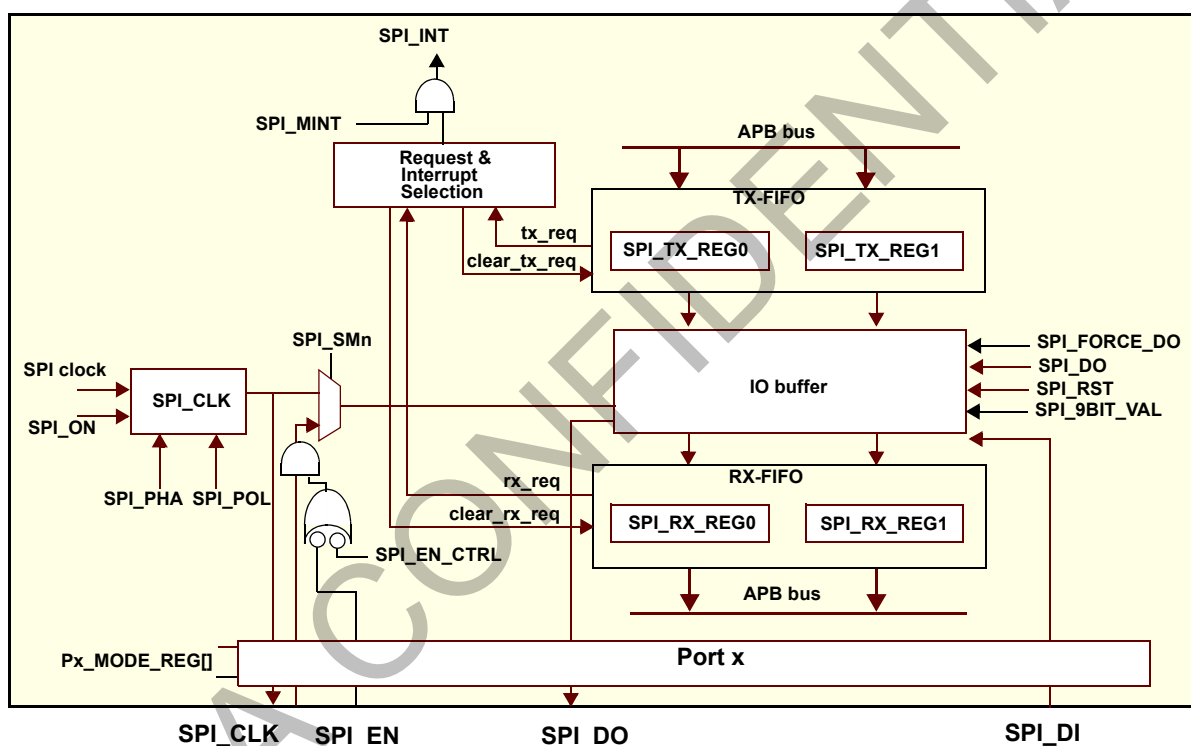 SPI_INT
SPI_MINT
APB bus
Request &
Interrupt
Selection
TX-FIFO
tx_req
SPI_TX_REG0
SPI_TX_REG1
clear_tx_req
SPI_SMn
SPI_FORCE_DO
SPI clock
SPI_DO
SPI_CLK
IO buffer
SPI_RST
SPI_ON
SPI_9BIT_VAL
RX-FIFO
SPI_PHA
SPI_POL
rx_req
clear_rx_req
SPI_RX_REG0
SPI_RX_REG1
SPI_EN_CTRL
APB bus
Px_MODE_REG[]
Port x
SPI_CLK
SPI_EN
SPI_DO
SPI_DI
A CONFIDENTI